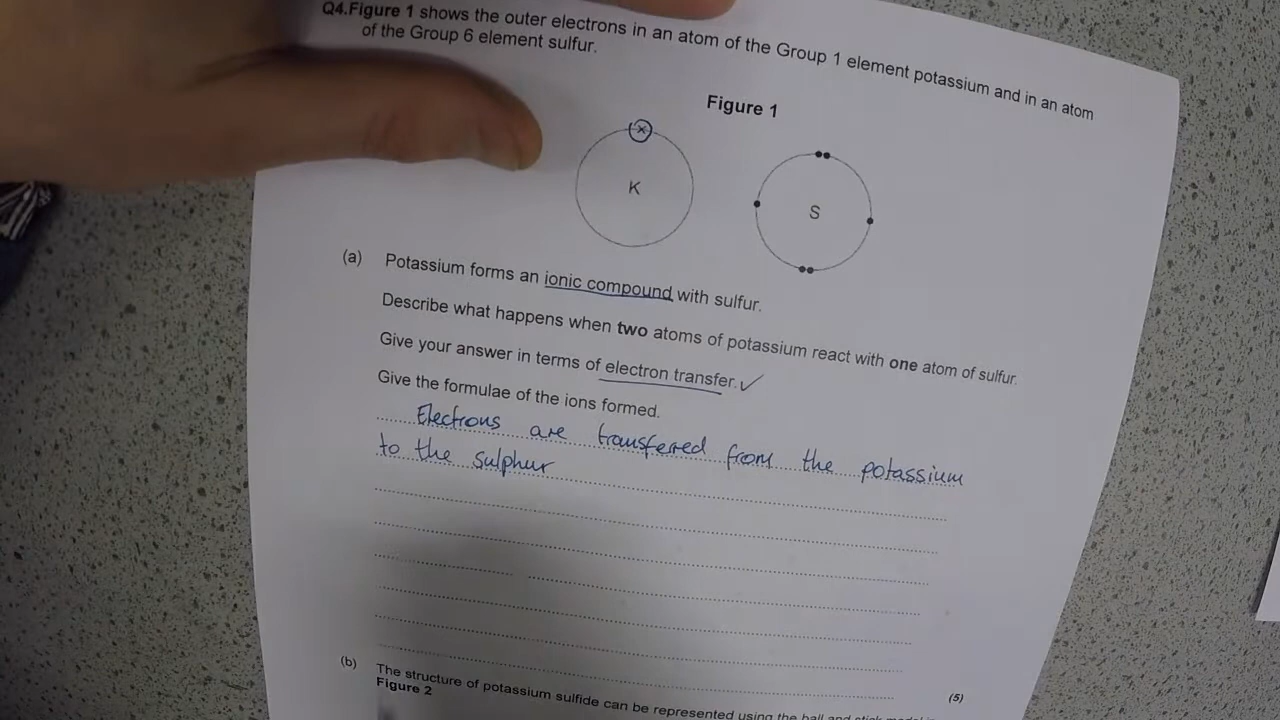 Q4.Figure 1 shows the outer electrons in an atom of the Group 1 element potassium and in an atom
of the Group 6 element sulfur.
Figure 1
K
S
(a) Potassium forms an ionic compound with sulfur.
Describe what happens when two atoms of potassium react with one atom of sulfur.
Give your answer in terms of electron transfer. ✓
Give the formulae of the ions formed.
Electrons are transferred from the potassium
to the sulphur
(5)
(b) The structure of potassium sulfide can be represented using the ball and stick model in
Figure 2